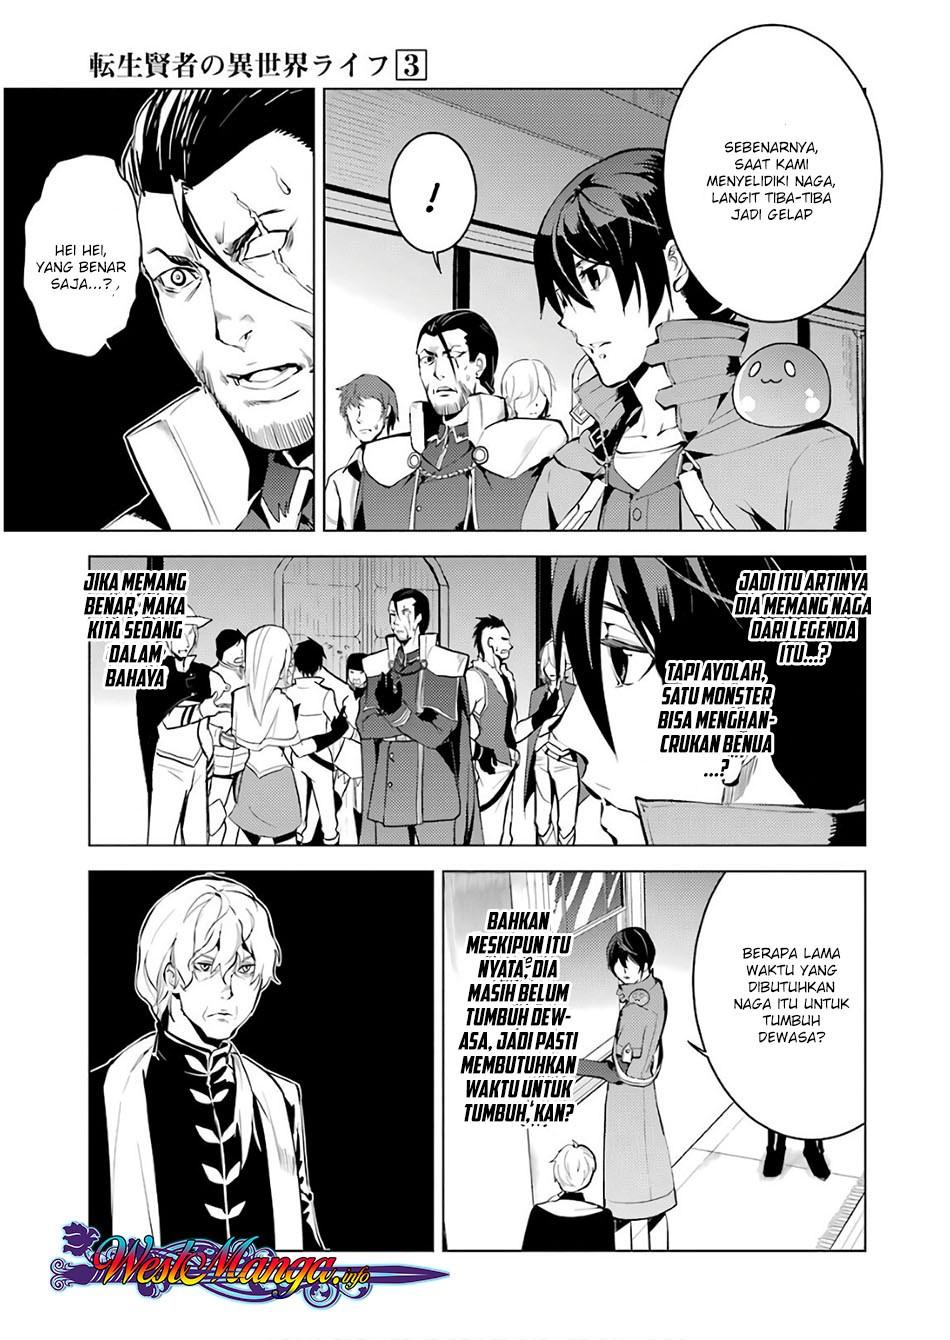 転生賢者の異世界ライフ 3
SEBENARNYA,
SAAT KAMI
MENYELIDIKI NAGA,
LANGIT TIBA-TIBA
JADI GELAP
!
HEI HEI,
YANG BENAR
SAJA...?
JADI ITU ARTINYA
DIA MEMANG NAGA
DARI LEGENDA
ITU...?
TAPI AYOLAH,
SATU MONSTER
BISA MENGHAN-
CRUKAN BENUA
...?
JIKA MEMANG
BENAR, MAKA
KITA SEDANG
DALAM
BAHAYA
BERAPA LAMA
WAKTU YANG
DIBUTUHKAN
NAGA ITU UNTUK
TUMBUH
DEWASA?
BAHKAN
MESKIPUN ITU
NYATA, DIA
MASIH BELUM
TUMBUH DEW-
ASA, JADI PASTI
MEMBUTUHKAN
WAKTU UNTUK
TUMBUH, KAN?
WestManga.info